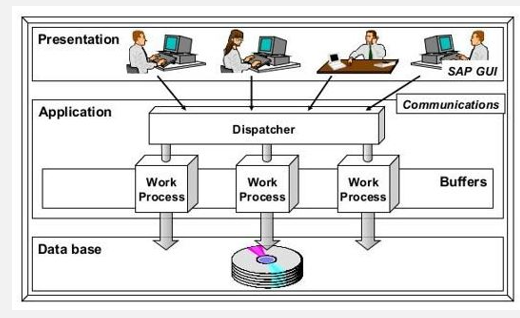 Presentation
SAP GUI
Communications
Application
Dispatcher
Work
Process
Work
Process
Work
Process
Buffers
Data base